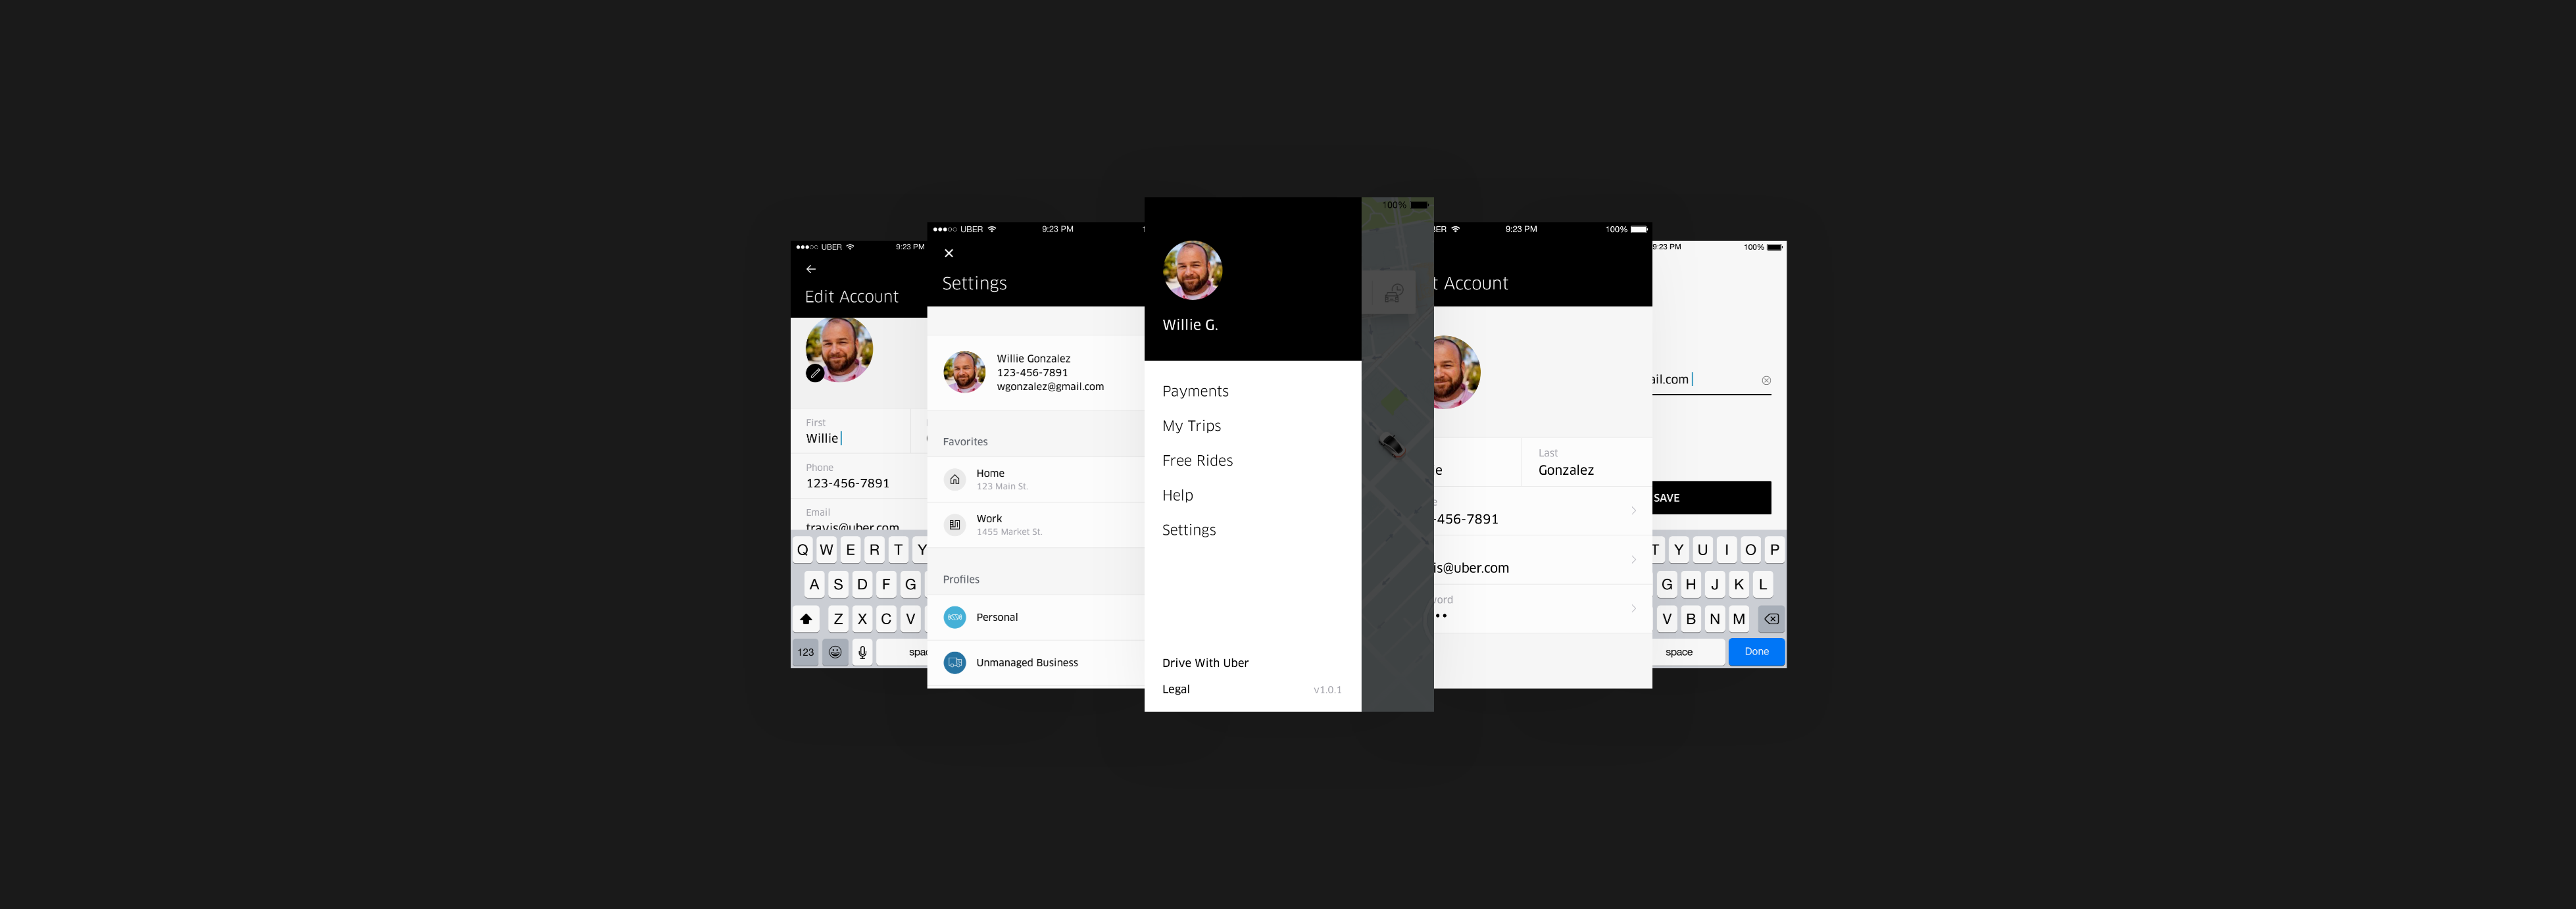 UBER 9:23 PM
Edit Account
First
Willie
Phone
123-456-7891
Email
travis@uber.com
Q W E R T Y
A S D F G
Z X C V
123
UBER 9:23 PM
Settings
Willie Gonzalez
123-456-7891
wgonzalez@gmail.com
Favorites
Home
123 Main St.
Work
1455 Market St.
Profiles
Personal
Unmanaged Business
100%
Willie G.
Payments
My Trips
Free Rides
Help
Settings
Drive With Uber
Legal v1.0.1
9:23 PM 100%
Account
Last
Gonzalez
-456-7891
is@uber.com
9:23 PM 100%
ail.com
SAVE
T Y U I O P
G H J K L
V B N M
space Done